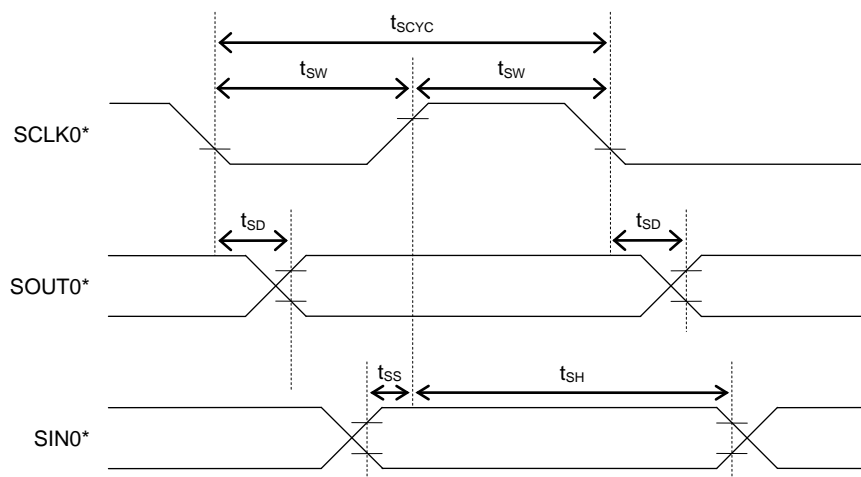 tSCYC
tSW tSW
SCLK0*
tSD tSD
SOUT0*
tSS tSH
SIN0*